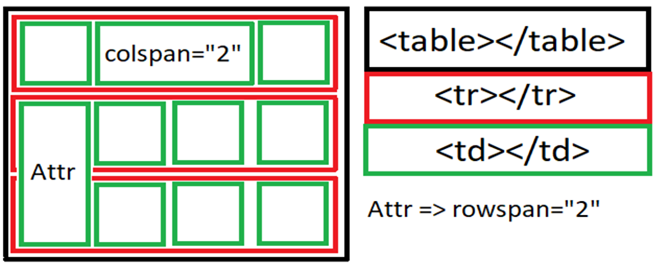 colspan="2"
Attr
<table></table>
<tr></tr>
<td></td>
Attr => rowspan="2"